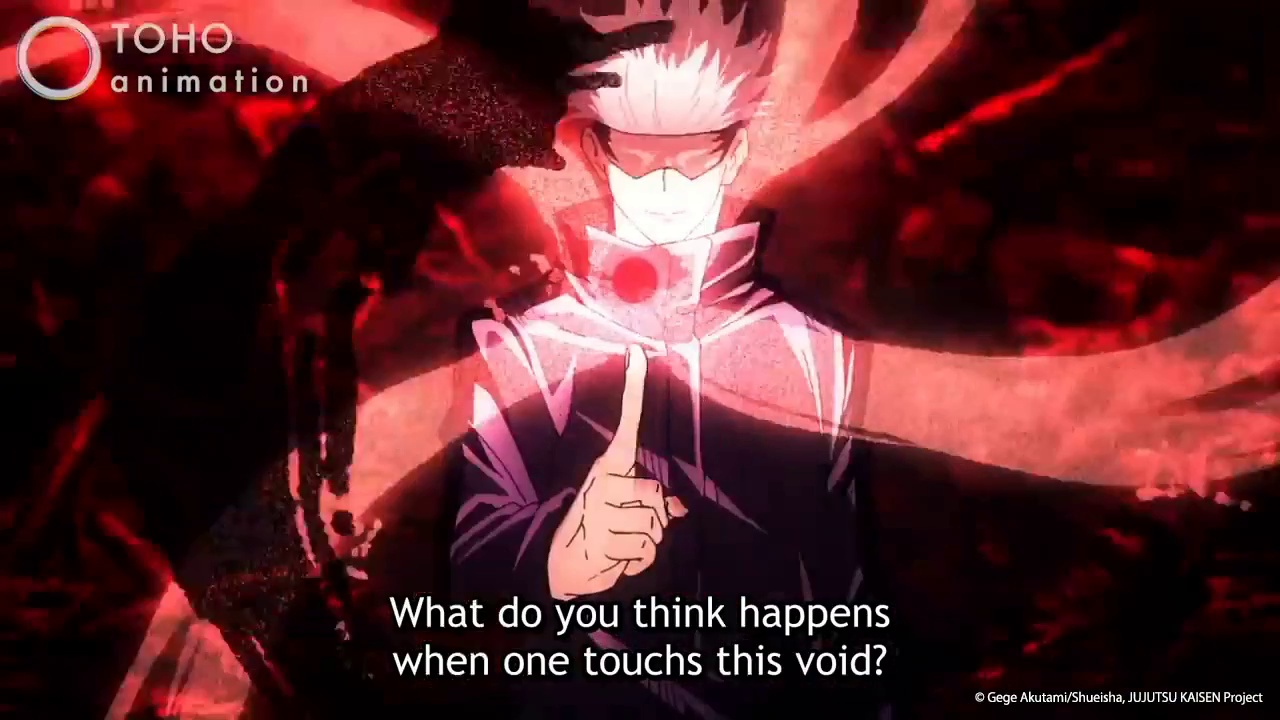 TOHO
animation
What do you think happens
when one touchs this void?
© Gege Akutami/Shueisha, JUJUTSU KAISEN Project